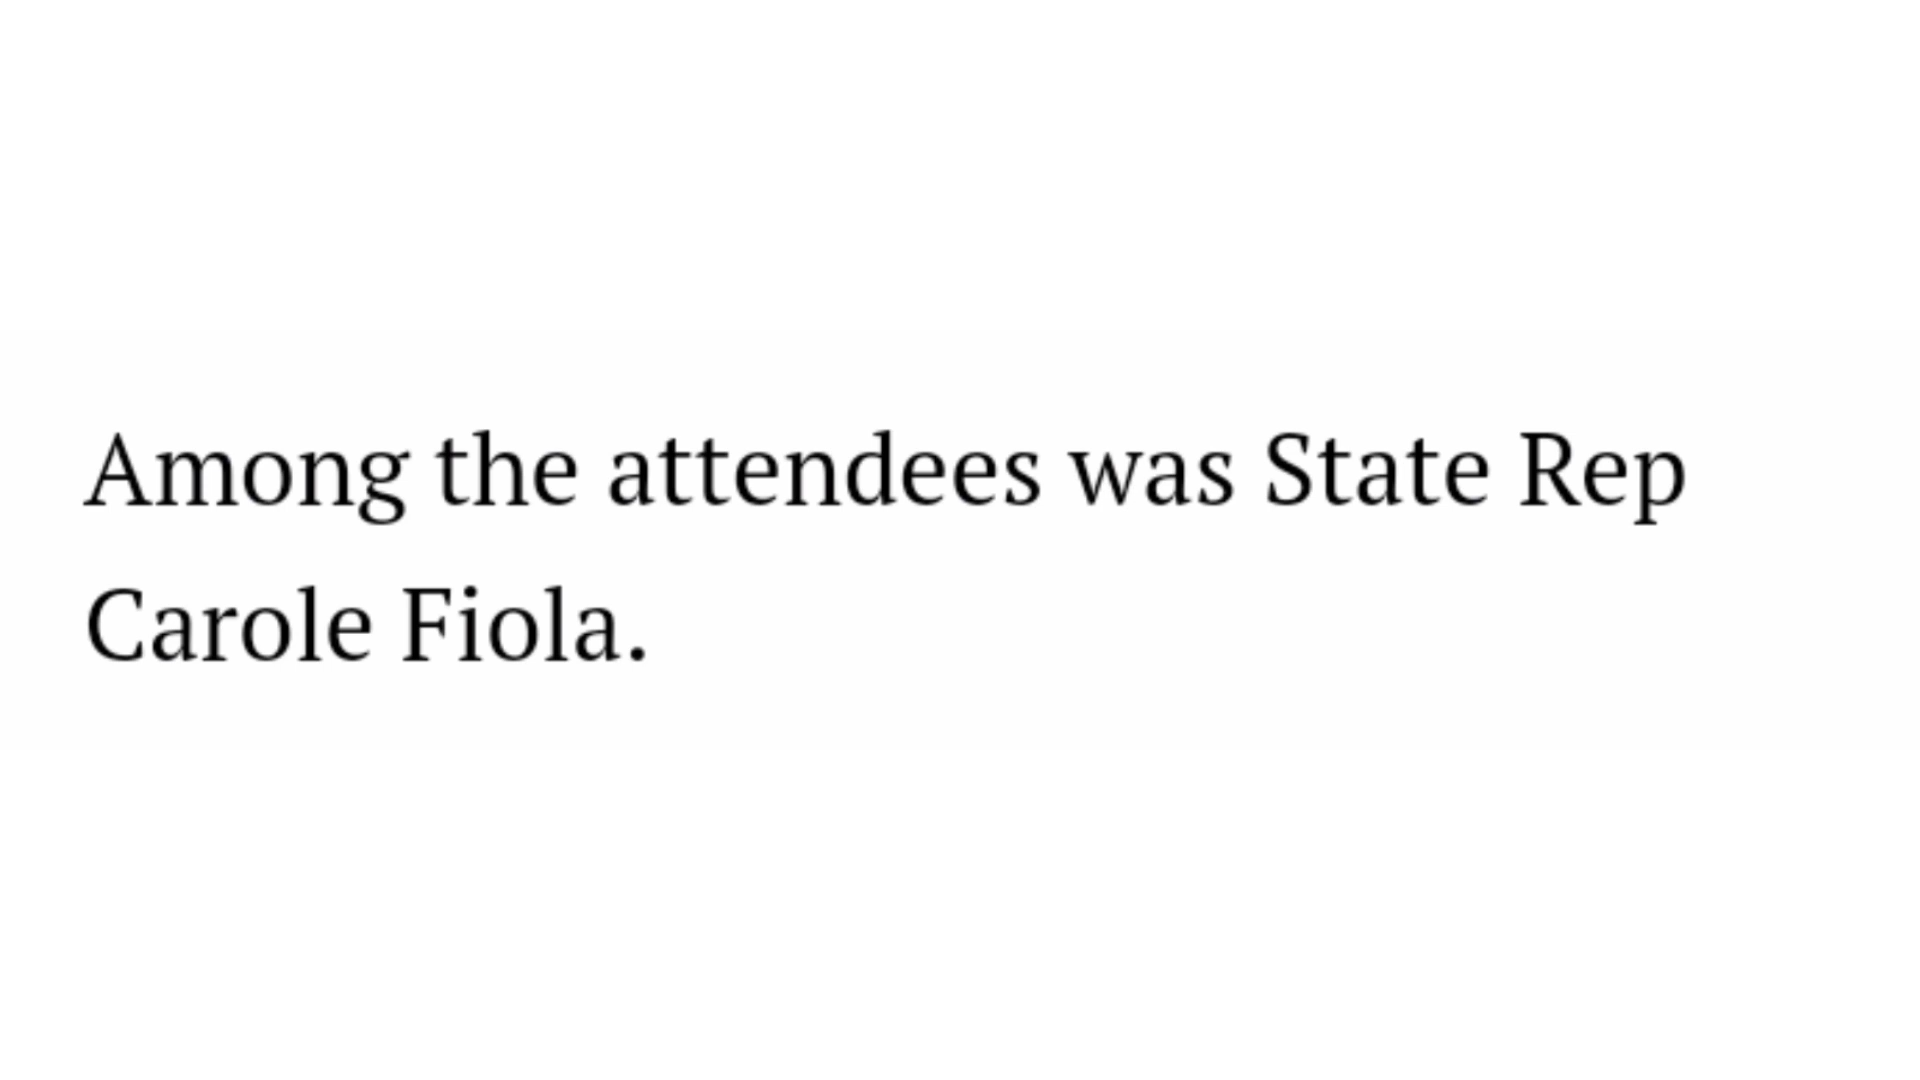 Among the attendees was State Rep
Carole Fiola.